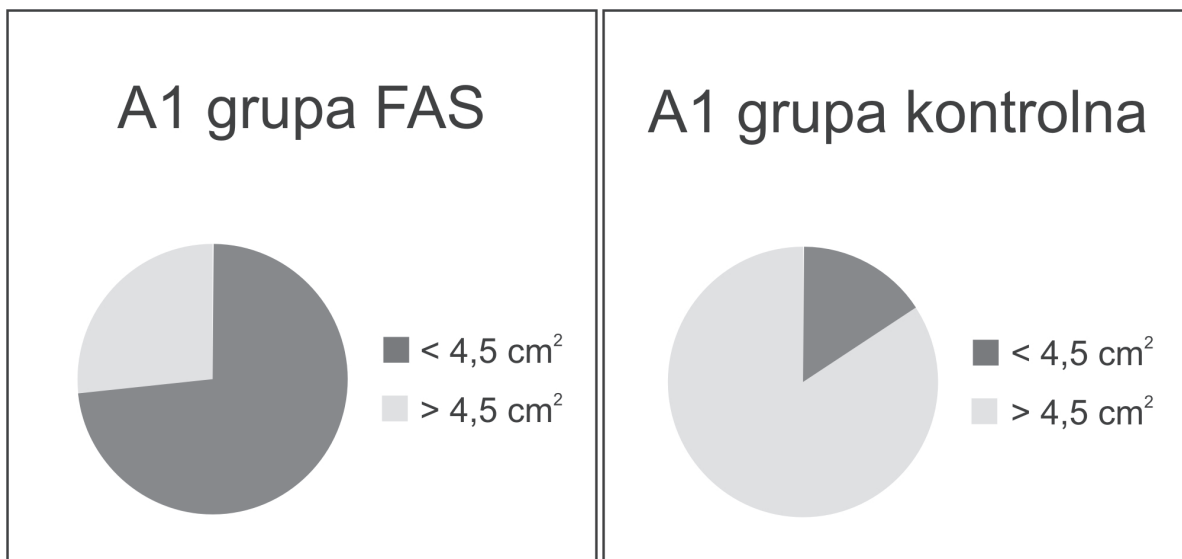 A1 grupa FAS
< 4,5 cm²
> 4,5 cm²
A1 grupa kontrolna
< 4,5 cm²
> 4,5 cm²